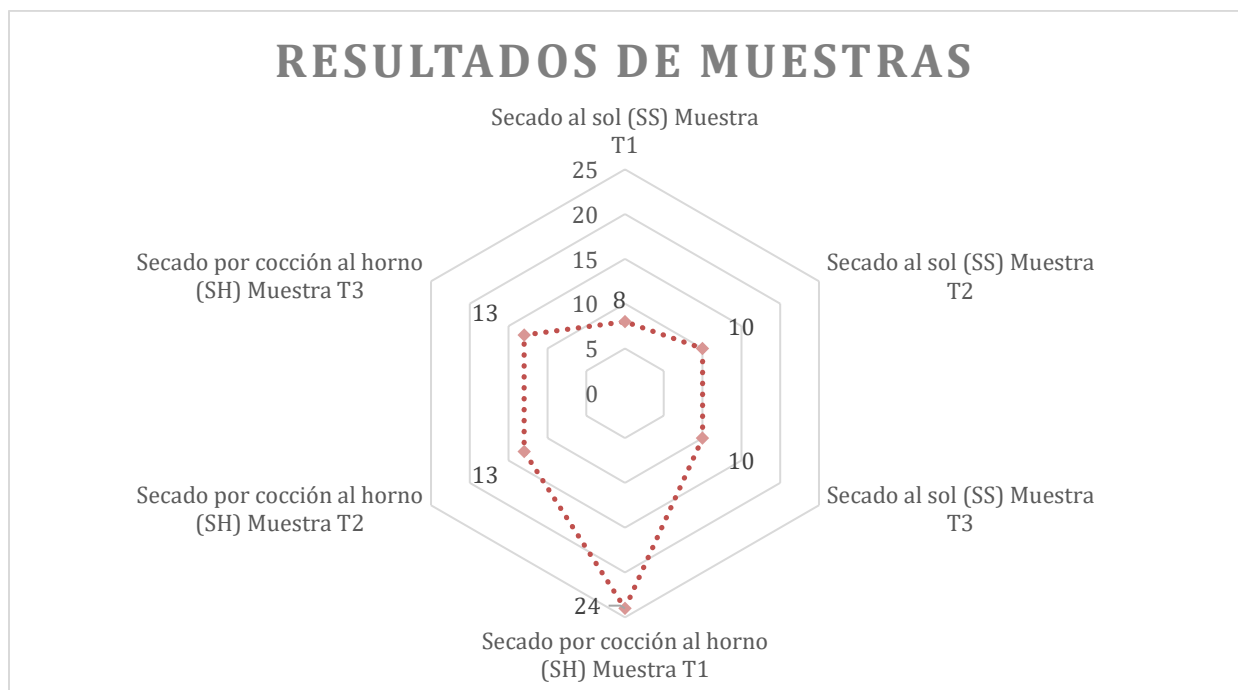 RESULTADOS DE MUESTRAS
Secado al sol (SS) Muestra
T1
25
20
15
10
5
0
8
Secado al sol (SS) Muestra
T2
10
Secado al sol (SS) Muestra
T3
10
Secado por cocción al horno
(SH) Muestra T1
24
Secado por cocción al horno
(SH) Muestra T2
13
Secado por cocción al horno
(SH) Muestra T3
13